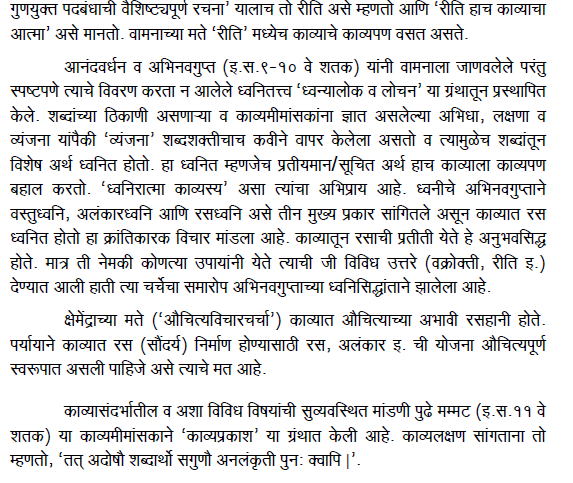 गुणयुक्त पदबंधाची वैशिष्ट्यपूर्ण रचना’ यालाच तो रीति असे म्हणतो आणि ‘रीति हाच काव्याचा
आत्मा’ असे मानतो. वामनाच्या मते ‘रीति’ मध्येच काव्याचे काव्यपण वसत असते.
आनंदवर्धन व अभिनवगुप्त (इ.स.९-१० वे शतक) यांनी वामनाला जाणवलेले परंतु
स्पष्टपणे त्याचे विवरण करता न आलेले ध्वनितत्त्व ‘ध्वन्यालोक व लोचन’ या ग्रंथातून प्रस्थापित
केले. शब्दांच्या ठिकाणी असणाऱ्या व काव्यमीमांसकांना ज्ञात असलेल्या अभिधा, लक्षणा व
व्यंजना यांपैकी ‘व्यंजना’ शब्दशक्तीचाच कवीने वापर केलेला असतो व त्यामुळेच शब्दांतून
विशेष अर्थ ध्वनित होतो. हा ध्वनित म्हणजेच प्रतीयमान/सूचित अर्थ हाच काव्याला काव्यपण
बहाल करतो. ‘ध्वनिरात्मा काव्यस्य’ असा त्यांचा अभिप्राय आहे. ध्वनीचे अभिनवगुप्ताने
वस्तुध्वनि, अलंकारध्वनि आणि रसध्वनि असे तीन मुख्य प्रकार सांगितले असून काव्यात रस
ध्वनित होतो हा क्रांतिकारक विचार मांडला आहे. काव्यातून रसाची प्रतीती येते हे अनुभवसिद्ध
होते. मात्र ती नेमकी कोणत्या उपायांनी येते त्याची जी विविध उत्तरे (वक्रोक्ती, रीति इ.)
देण्यात आली हाती त्या चर्चेचा समारोप अभिनवगुप्ताच्या ध्वनिसिद्धांताने झालेला आहे.
क्षेमेंद्राच्या मते (‘औचित्यविचारचर्चा’) काव्यात औचित्याच्या अभावी रसहानी होते.
पर्यायाने काव्यात रस (सौंदर्य) निर्माण होण्यासाठी रस, अलंकार इ. ची योजना औचित्यपूर्ण
स्वरूपात असली पाहिजे असे त्याचे मत आहे.
काव्यासंदर्भातील व अशा विविध विषयांची सुव्यवस्थित मांडणी पुढे मम्मट (इ.स.११ वे
शतक) या काव्यमीमांसकाने ‘काव्यप्रकाश’ या ग्रंथात केली आहे. काव्यलक्षण सांगताना तो
म्हणतो, ‘तत् अदोषौ शब्दार्थो सगुणौ अनलंकृती पुनः क्वापि |’.